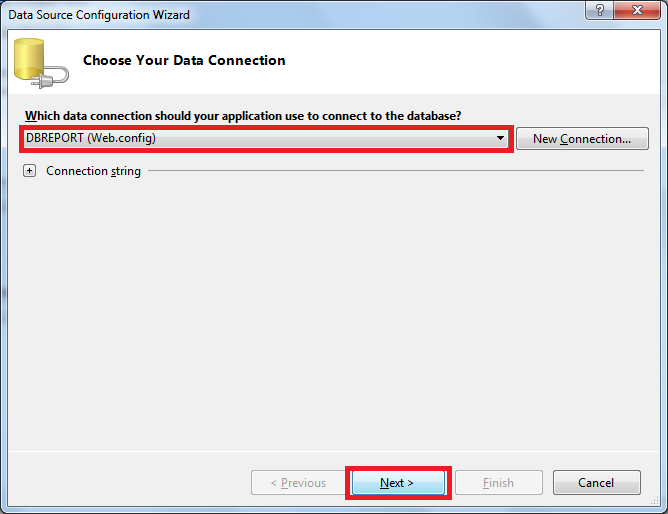 Data Source Configuration Wizard
?
Choose Your Data Connection
Which data connection should your application use to connect to the database?
DBREPORT (Web.config)
New Connection...
+ Connection string
< Previous
Next >
Finish
Cancel